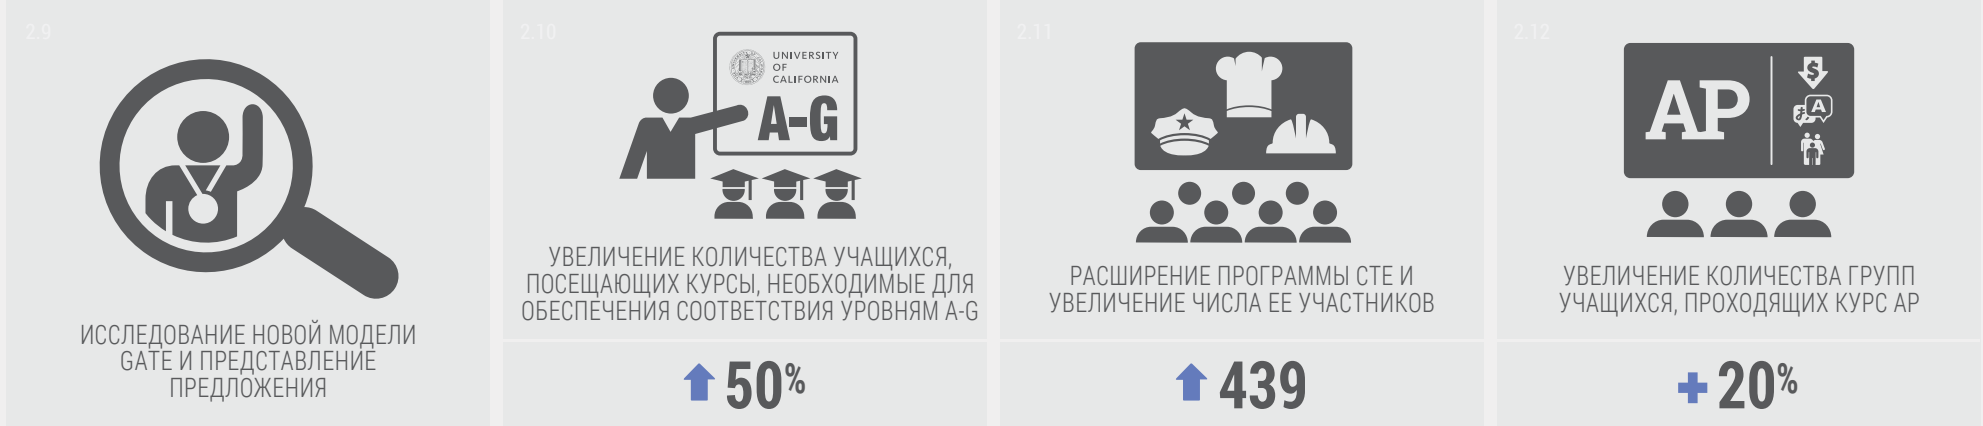 2.9
ИССЛЕДОВАНИЕ НОВОЙ МОДЕЛИ
GATE И ПРЕДСТАВЛЕНИЕ
ПРЕДЛОЖЕНИЯ
2.10
UNIVERSITY
OF
CALIFORNIA
A-G
УВЕЛИЧЕНИЕ КОЛИЧЕСТВА УЧАЩИХСЯ,
ПОСЕЩАЮЩИХ КУРСЫ, НЕОБХОДИМЫЕ ДЛЯ
ОБЕСПЕЧЕНИЯ СООТВЕТСТВИЯ УРОВНЯМ A-G
50%
2.11
РАСШИРЕНИЕ ПРОГРАММЫ CTE И
УВЕЛИЧЕНИЕ ЧИСЛА ЕЕ УЧАСТНИКОВ
439
2.12
AP
$
A
УВЕЛИЧЕНИЕ КОЛИЧЕСТВА ГРУПП
УЧАЩИХСЯ, ПРОХОДЯЩИХ КУРС AP
+20%